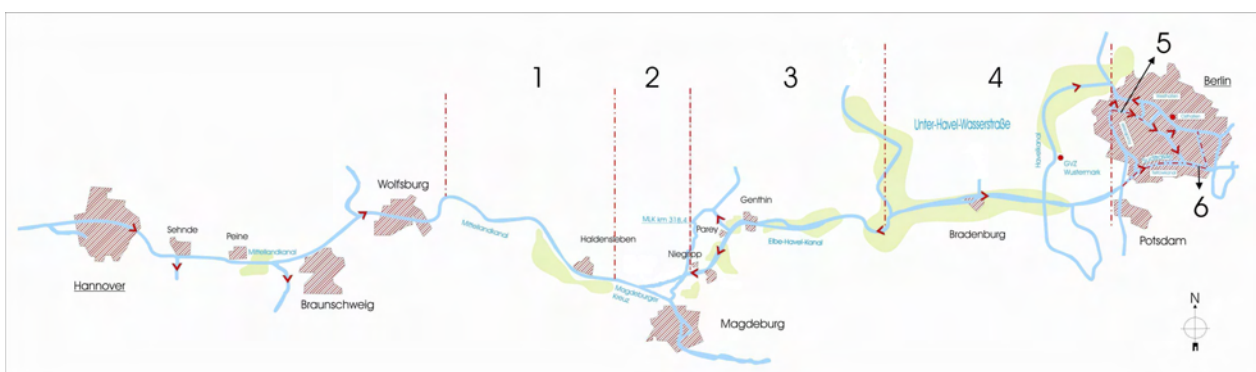 1
2
3
4
5
Berlin
Unter-Havel-Wasserstraße
Havelkanal
GVZ
Wustermark
6
Wolfsburg
Genthin
MLK km 318,4
Parey
Mittellandkanal
Haldensleben
Elbe-Havel-Kanal
Niegripp
Bradenburg
Potsdam
Sehnde
Peine
Mittellandkanal
Hannover
Braunschweig
Magdeburger
Kreuz
Magdeburg
N